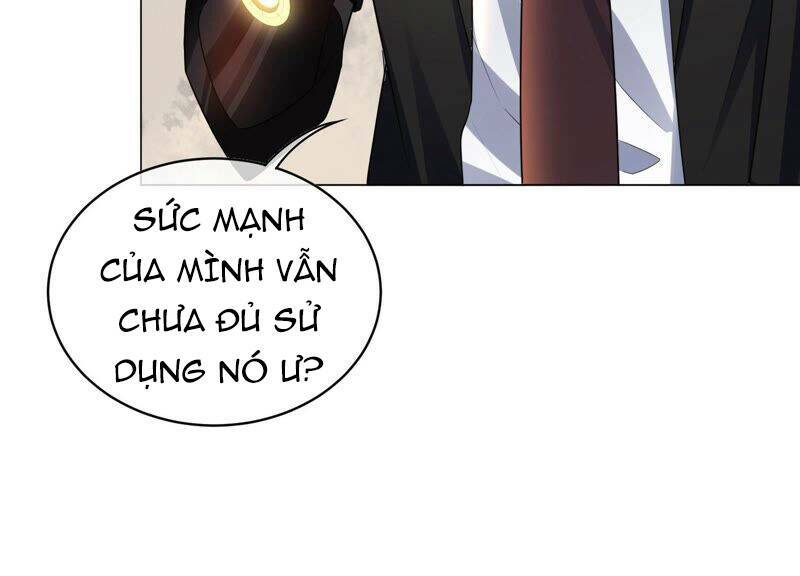 SỨC MẠNH
CỦA MÌNH VẪN
CHƯA ĐỦ SỬ
DỤNG NÓ Ư?